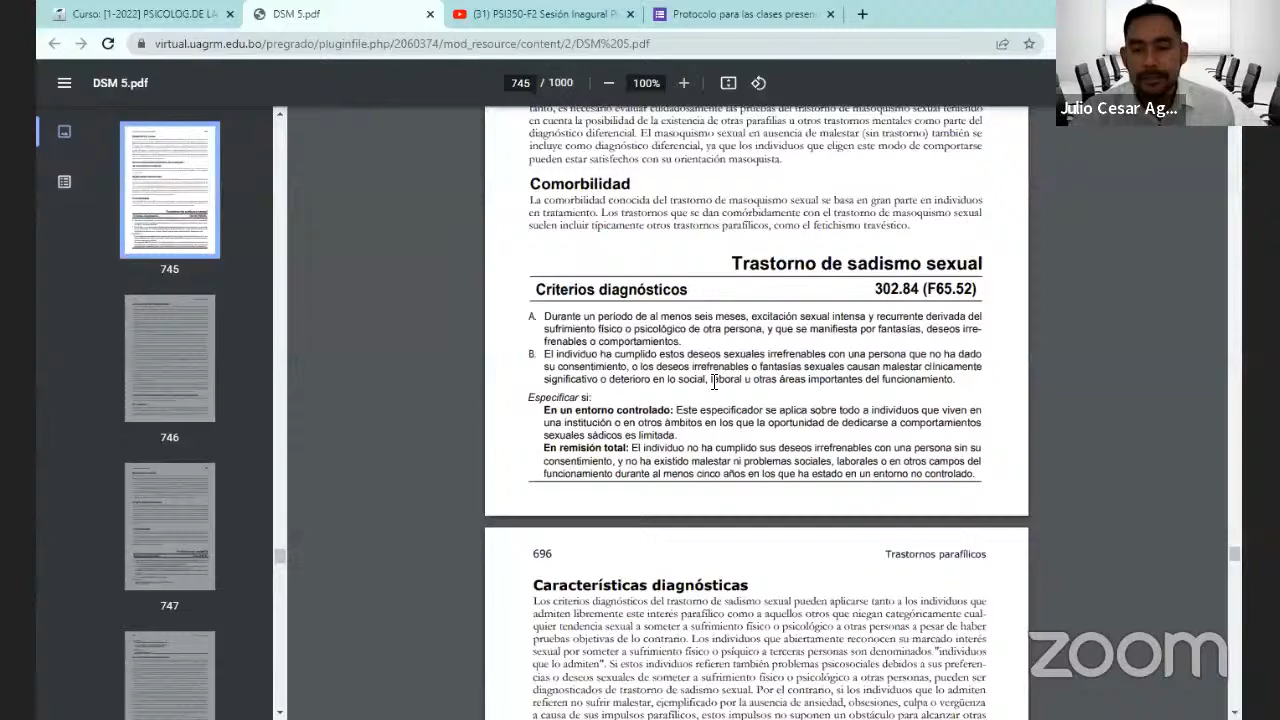 Curso: [1-2022] PSICOLOG.DE LA
DSM 5.pdf
(31) PSI350-F2 Sesión Inagural P
Protocolo para las clases presen
virtual.uagrm.edu.bo/pregrado/pluginfile.php/2060374/mod_resource/content/2/DSM%205.pdf
DSM 5.pdf
745 / 1000
100%
Julio Cesar Ag...
745
746
747
tanto, es necesario evaluar cuidadosamente las pruebas del trastorno de masoquismo sexual teniendo
en cuenta la posibilidad de la existencia de otras parafilias u otros trastornos mentales como parte del
diagnóstico diferencial. El masoquismo sexual en ausencia de malestar (sin trastorno) también se
incluye como diagnóstico diferencial, ya que los individuos que eligen este modo de comportarse
pueden estar satisfechos con su orientación masoquista.
Comorbilidad
La comorbilidad conocida del trastorno de masoquismo sexual se basa en gran parte en individuos
en tratamiento. Los trastornos que se dan comórbidamente con el trastorno de masoquismo sexual
suelen incluir típicamente otros trastornos parafílicos, como el fetichismo travéstico.
Trastorno de sadismo sexual
Criterios diagnósticos 302.84 (F65.52)
A. Durante un período de al menos seis meses, excitación sexual intensa y recurrente derivada del
sufrimiento físico o psicológico de otra persona, y que se manifiesta por fantasías, deseos irre-
frenables o comportamientos.
B. El individuo ha cumplido estos deseos sexuales irrefrenables con una persona que no ha dado
su consentimiento, o los deseos irrefrenables o fantasías sexuales causan malestar clínicamente
significativo o deterioro en lo social, laboral u otras áreas importantes del funcionamiento.
Especificar si:
En un entorno controlado: Este especificador se aplica sobre todo a individuos que viven en
una institución o en otros ámbitos en los que la oportunidad de dedicarse a comportamientos
sexuales sádicos es limitada.
En remisión total: El individuo no ha cumplido sus deseos irrefrenables con una persona sin su
consentimiento, y no ha existido malestar ni problemas sociales, laborales o en otros campos del
funcionamiento durante al menos cinco años en los que ha estado en un entorno no controlado.
696 Trastornos parafílicos
Características diagnósticas
Los criterios diagnósticos del trastorno de sadismo sexual pueden aplicarse tanto a los individuos que
admiten libremente este interés parafílico como a aquellos otros que niegan categóricamente cual-
quier tendencia sexual a someter a sufrimiento físico o psicológico a otras personas a pesar de haber
pruebas objetivas de lo contrario. Los individuos que abiertamente reconocen su marcado interés
sexual por someter a sufrimiento físico o psíquico a terceras personas son denominados "individuos
que lo admiten". Si estos individuos refieren también problemas psicosociales debidos a sus preferen-
cias o deseos sexuales de someter a sufrimiento físico o psicológico a otras personas, pueden ser
diagnosticados de trastorno de sadismo sexual. Por el contrario, si los individuos que lo admiten
refieren no sufrir malestar, ejemplificado por la ausencia de ansiedad, obsesiones, culpa o vergüenza
y causa de sus impulsos parafílicos, estos impulsos no suponen un obstáculo para alcanzar otras
zoom